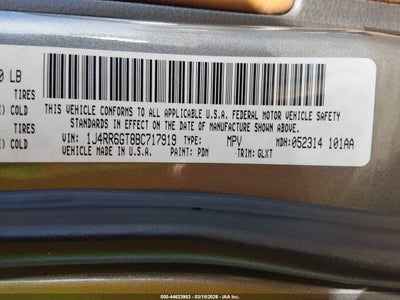 0 LB
TIRES
) COLD
TIRES
) COLD
THIS VEHICLE CONFORMS TO ALL APPLICABLE U.S.A. FEDERAL MOTOR VEHICLE SAFETY
STANDARDS IN EFFECT ON THE DATE OF MANUFACTURE SHOWN ABOVE.
VIN: 1J4RR6GT8BC717919 TYPE: MPV MDH:052314 101AA
VEHICLE MADE IN U.S.A. PAINT: PDM TRIM: GLXT
000-44623983 — 03/18/2026 — IAA Inc.